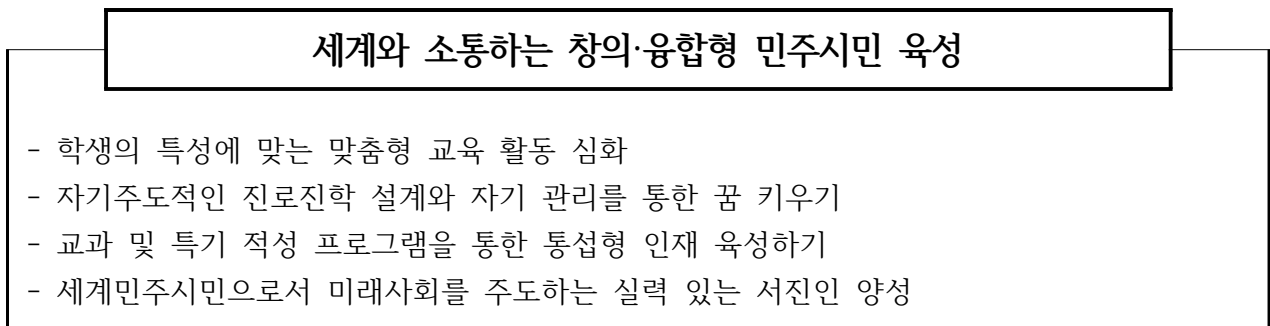 세계와 소통하는 창의·융합형 민주시민 육성
- 학생의 특성에 맞는 맞춤형 교육 활동 심화
- 자기주도적인 진로진학 설계와 자기 관리를 통한 꿈 키우기
- 교과 및 특기 적성 프로그램을 통한 통섭형 인재 육성하기
- 세계민주시민으로서 미래사회를 주도하는 실력 있는 서진인 양성